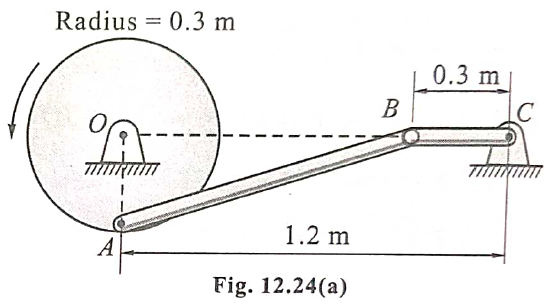 Radius = 0.3 m
0.3 m
B
C
O
1.2 m
A
Fig. 12.24(a)